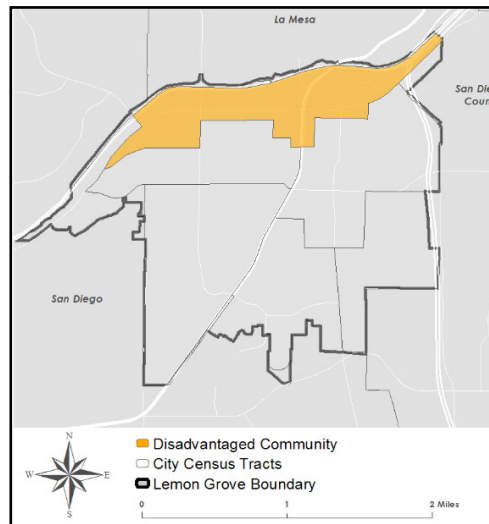 La Mesa
San Die
Coun
San Diego
N
W E
S
Disadvantaged Community
City Census Tracts
Lemon Grove Boundary
0 1 2 Miles